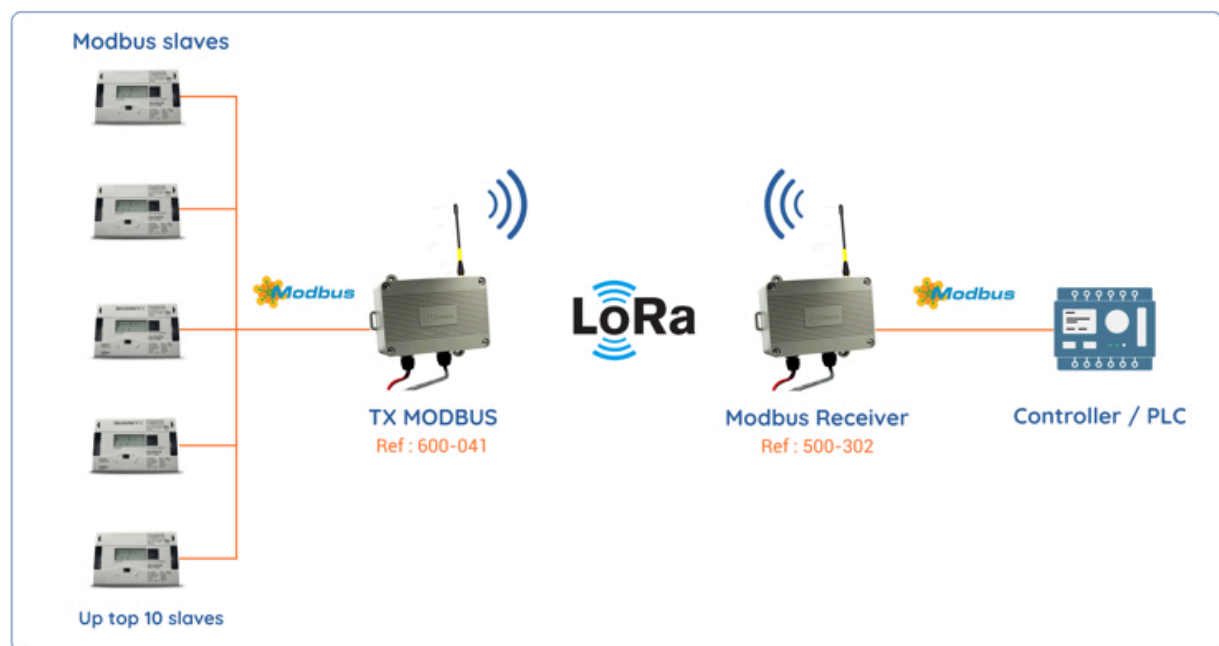 Modbus slaves
Modbus
Modbus
LoRa
TX MODBUS
Ref : 600-041
Modbus Receiver
Ref : 500-302
Controller / PLC
Up top 10 slaves